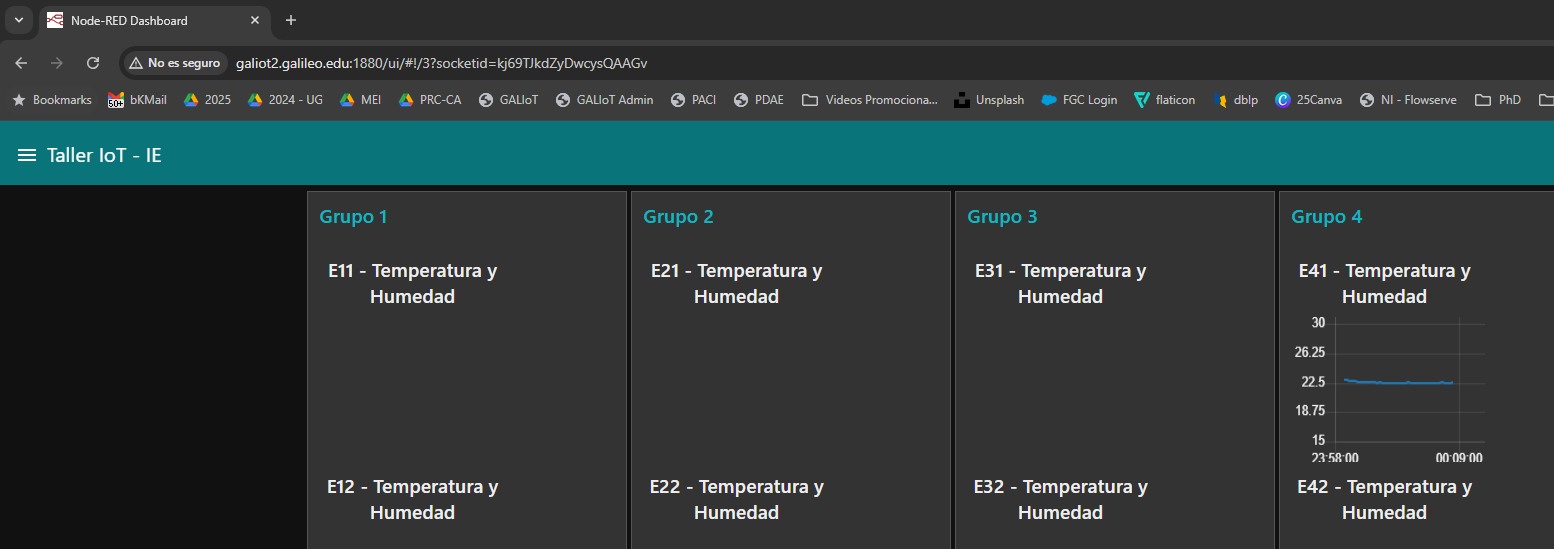 Node-RED Dashboard
No es seguro galiot2.galileo.edu:1880/ui/#!/3?socketid=kj69TJkdZyDwcysQAAGv
Bookmarks 50+ bKMail 2025 2024 - UG MEI PRC-CA GALIoT GALIoT Admin PACI PDAE Videos Promociona... Unsplash FGC Login flaticon dblp 25Canva NI - Flowserve PhD
Taller IoT - IE
Grupo 1
E11 - Temperatura y
Humedad
E12 - Temperatura y
Humedad
Grupo 2
E21 - Temperatura y
Humedad
E22 - Temperatura y
Humedad
Grupo 3
E31 - Temperatura y
Humedad
E32 - Temperatura y
Humedad
Grupo 4
E41 - Temperatura y
Humedad
30
26.25
22.5
18.75
15
23:58:00 00:09:00
E42 - Temperatura y
Humedad